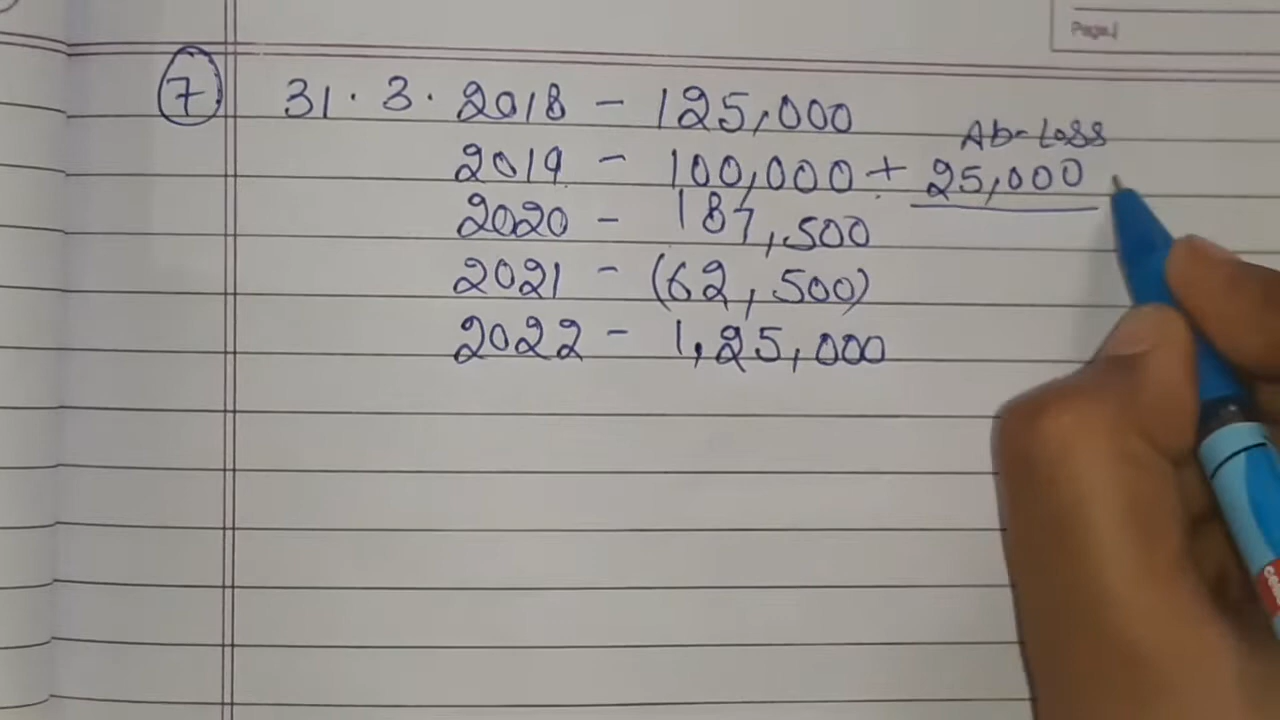 Page
⑦ 31.3.2018 - 125,000
Ab-Loss
2019 - 100,000 + 25,000
2020 - 187,500
2021 - (62,500)
2022 - 1,25,000